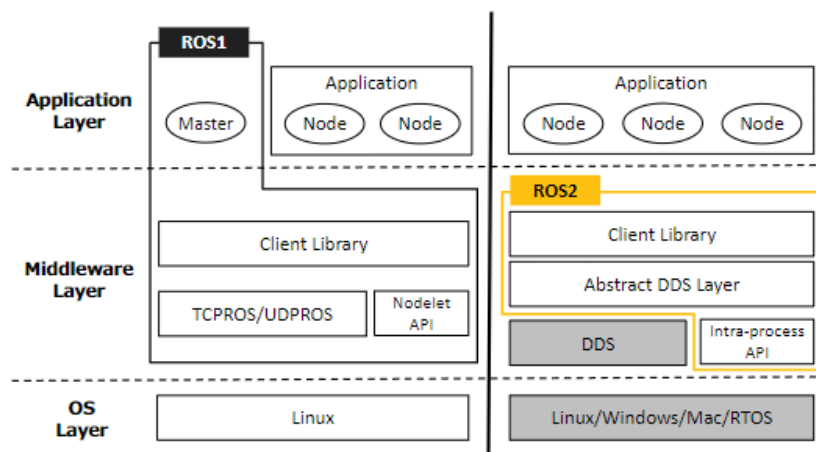 ROS1
Application
Layer
Master
Application
Node
Node
Application
Node
Node
Node
Middleware
Layer
Client Library
TCPROS/UDPROS
Nodelet
API
ROS2
Client Library
Abstract DDS Layer
DDS
Intra-process
API
OS
Layer
Linux
Linux/Windows/Mac/RTOS